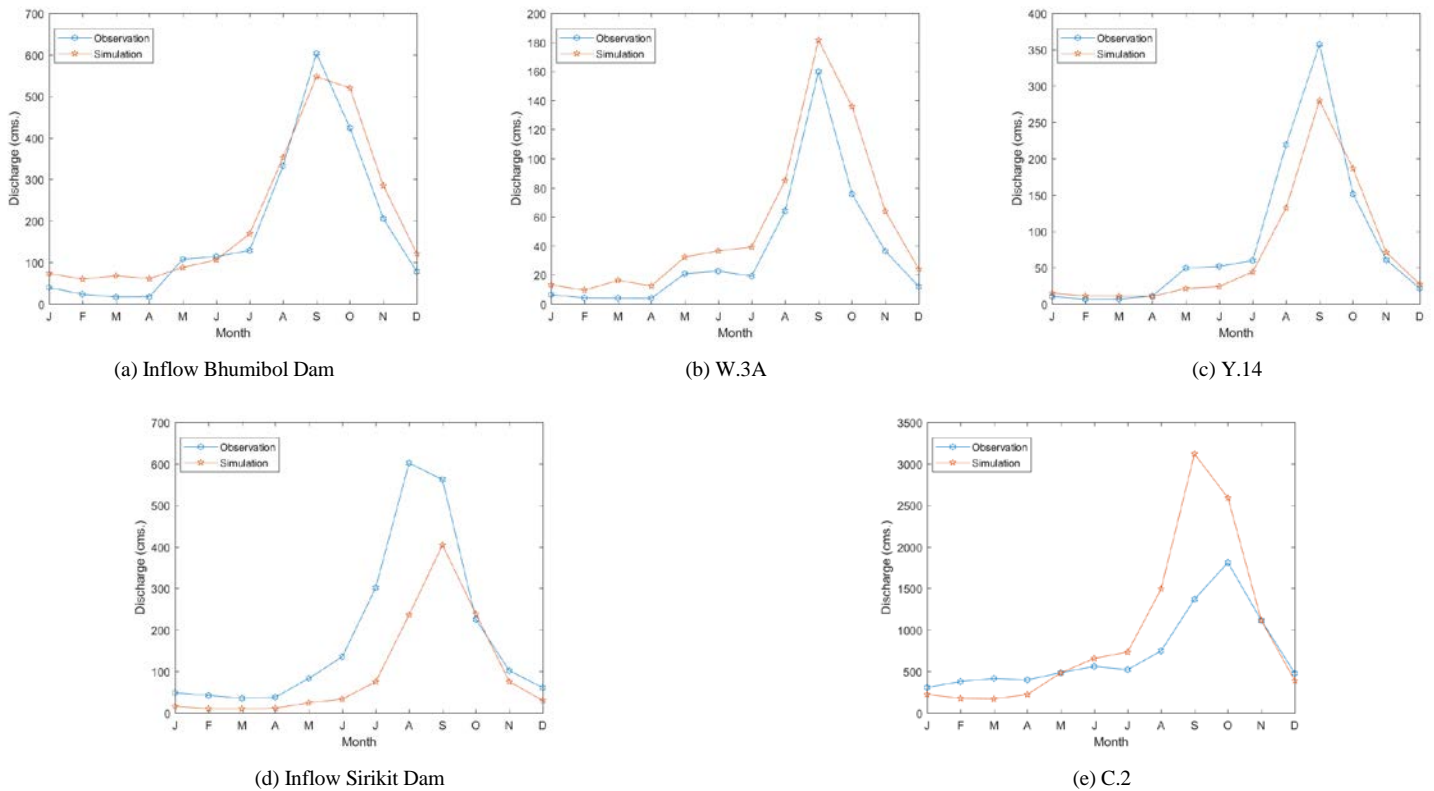 700
600
500
400
300
200
100
0
Discharge (cms.)
Observation
Simulation
J F M A M J J A S O N D
Month
(a) Inflow Bhumibol Dam
200
180
160
140
120
100
80
60
40
20
0
Discharge (cms.)
Observation
Simulation
J F M A M J J A S O N D
Month
(b) W.3A
400
350
300
250
200
150
100
50
0
Discharge (cms.)
Observation
Simulation
J F M A M J J A S O N D
Month
(c) Y.14
700
600
500
400
300
200
100
0
Discharge (cms.)
Observation
Simulation
J F M A M J J A S O N D
Month
(d) Inflow Sirikit Dam
3500
3000
2500
2000
1500
1000
500
0
Discharge (cms.)
Observation
Simulation
J F M A M J J A S O N D
Month
(e) C.2